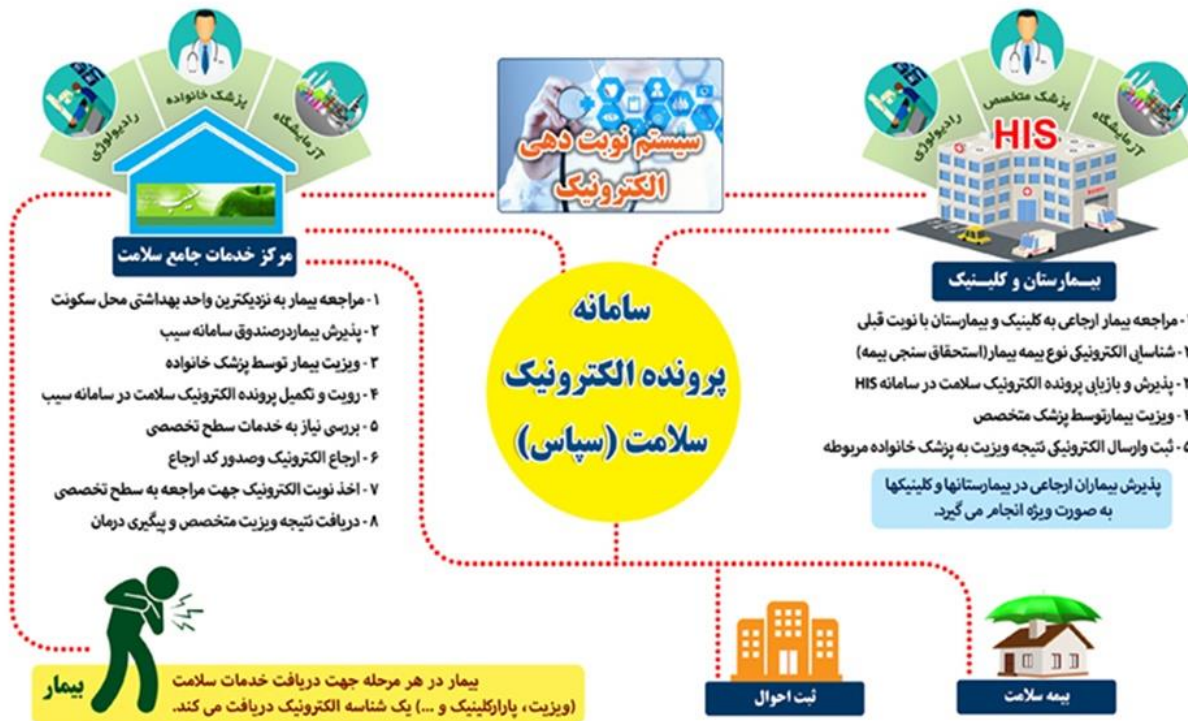 رادیولوژی
پزشک خانواده
آزمایشگاه
سیستم نوبت دهی
الکترونیک
رادیولوژی
پزشک متخصص
آزمایشگاه
HIS
سیب
مرکز خدمات جامع سلامت
۱- مراجعه بیمار به نزدیکترین واحد بهداشتی محل سکونت
۲- پذیرش بیماردرصندوق سامانه سیب
۳- ویزیت بیمار توسط پزشک خانواده
۴- رویت و تکمیل پرونده الکترونیک سلامت در سامانه سیب
۵- بررسی نیاز به خدمات سطح تخصصی
۶- ارجاع الکترونیک وصدور کد ارجاع
۷- اخذ نوبت الکترونیک جهت مراجعه به سطح تخصصی
۸- دریافت نتیجه ویزیت متخصص و پیگیری درمان
سامانه
پرونده الکترونیک
سلامت (سپاس)
بیمارستان و کلینیک
- مراجعه بیمار ارجاعی به کلینیک و بیمارستان با نوبت قبلی
- شناسایی الکترونیکی نوع بیمه بیمار(استحقاق سنجی بیمه)
- پذیرش و بازیابی پرونده الکترونیک سلامت در سامانه HIS
- ویزیت بیمارتوسط پزشک متخصص
- ثبت وارسال الکترونیکی نتیجه ویزیت به پزشک خانواده مربوطه
پذیرش بیماران ارجاعی در بیمارستانها و کلینیکها
به صورت ویژه انجام می گیرد.
بیمار
بیمار در هر مرحله جهت دریافت خدمات سلامت
(ویزیت، پاراکلینیک و ...) یک شناسه الکترونیک دریافت می کند.
ثبت احوال
بیمه سلامت